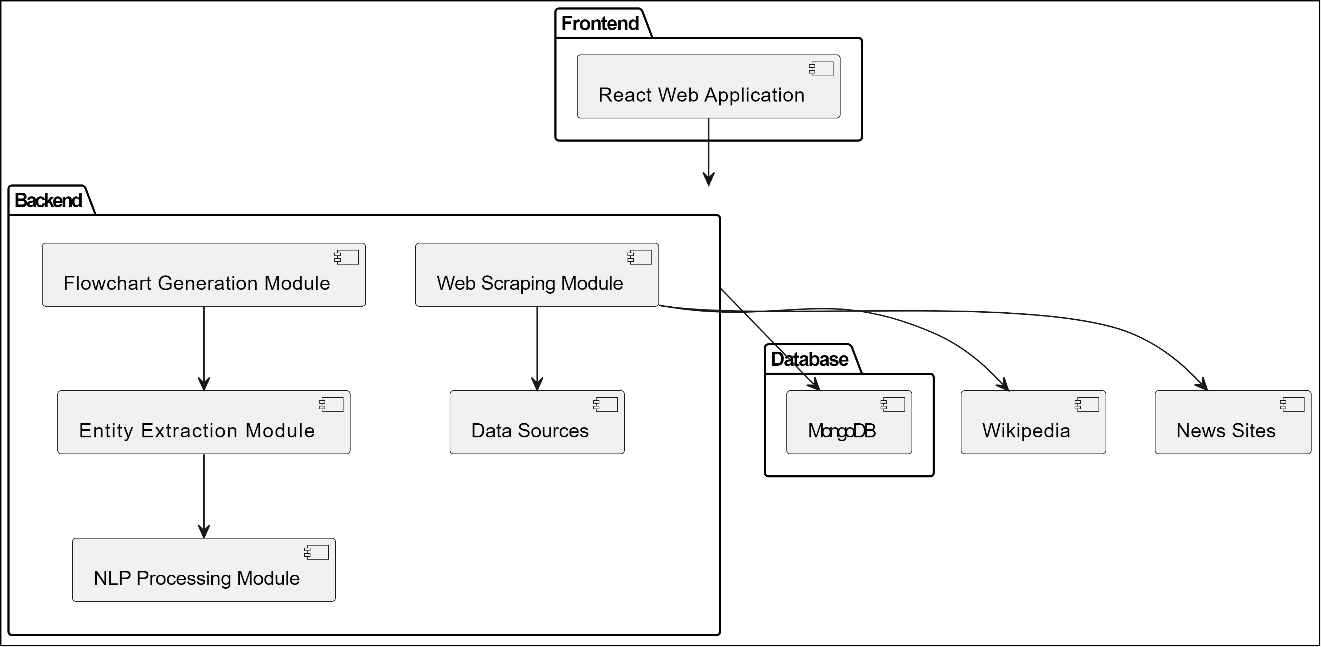 Frontend
React Web Application
Backend
Flowchart Generation Module
Web Scraping Module
Database
Entity Extraction Module
Data Sources
MongoDB
Wikipedia
News Sites
NLP Processing Module